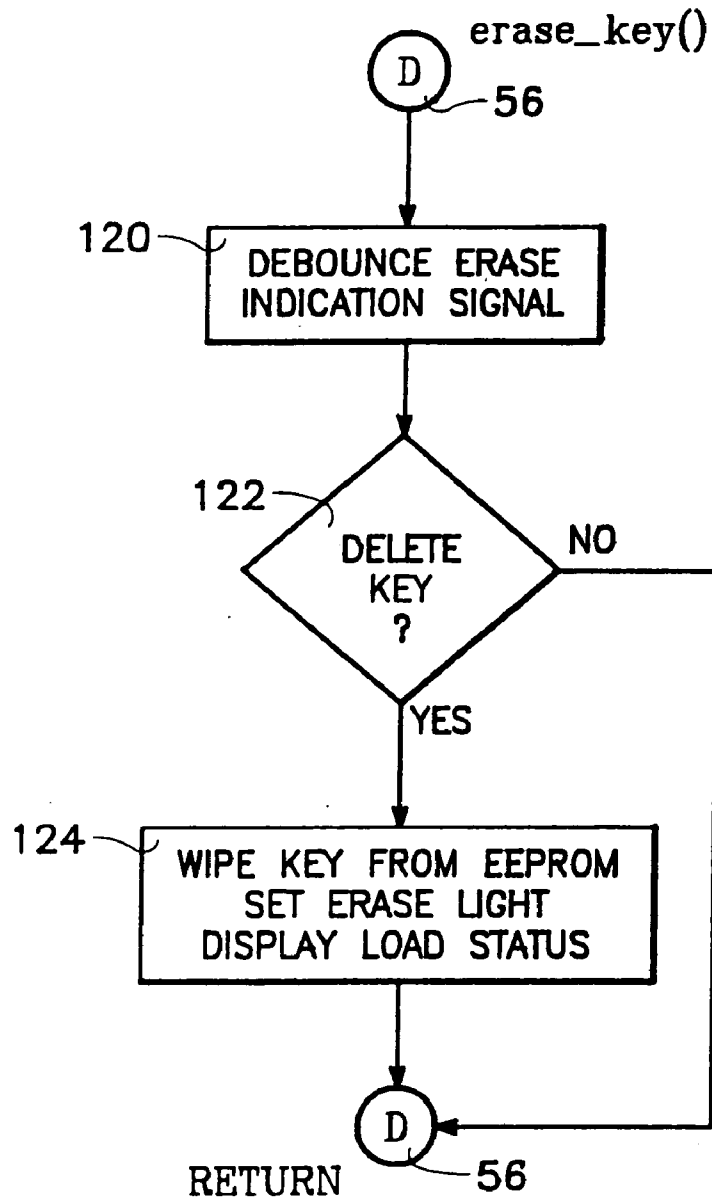 erase_key()
D
56
120
DEBOUNCE ERASE
INDICATION SIGNAL
122
DELETE
KEY
?
NO
YES
124
WIPE KEY FROM EEPROM
SET ERASE LIGHT
DISPLAY LOAD STATUS
D
56
RETURN